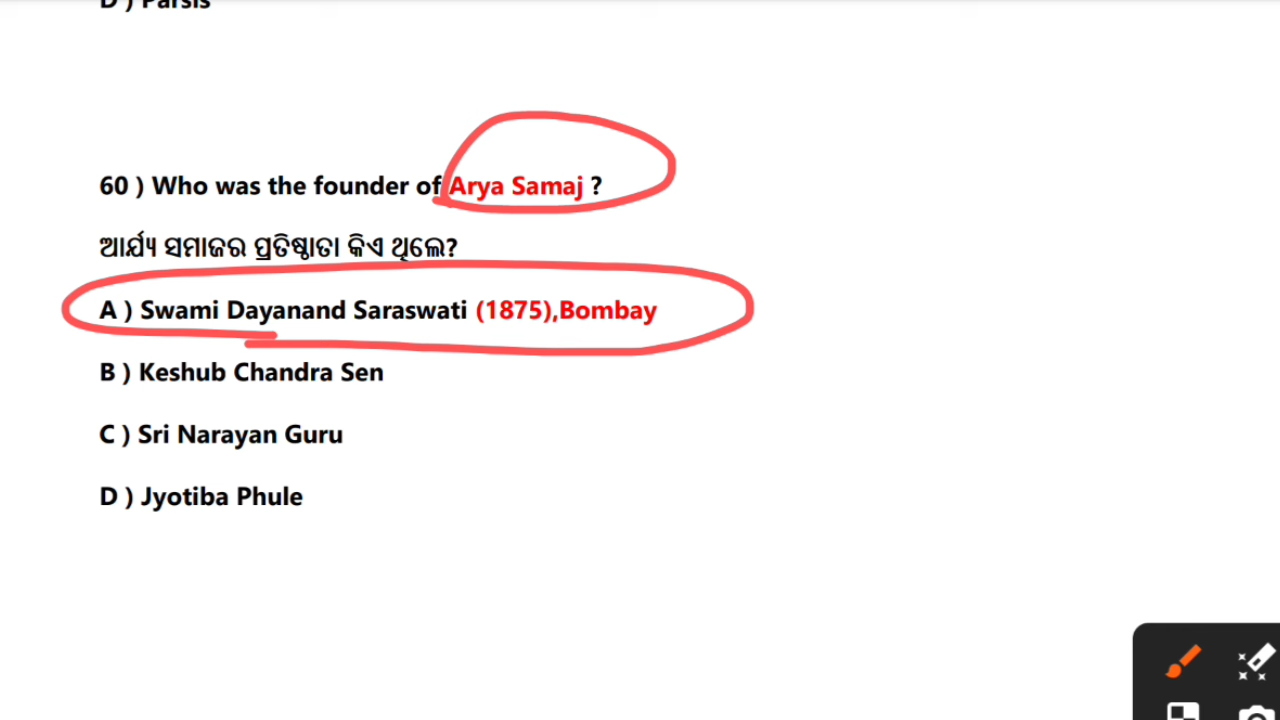 D ) Parsis
60 ) Who was the founder of Arya Samaj ?
ଆର୍ଯ୍ୟ ସମାଜର ପ୍ରତିଷ୍ଠାତା କିଏ ଥିଲେ?
A ) Swami Dayanand Saraswati (1875),Bombay
B ) Keshub Chandra Sen
C ) Sri Narayan Guru
D ) Jyotiba Phule